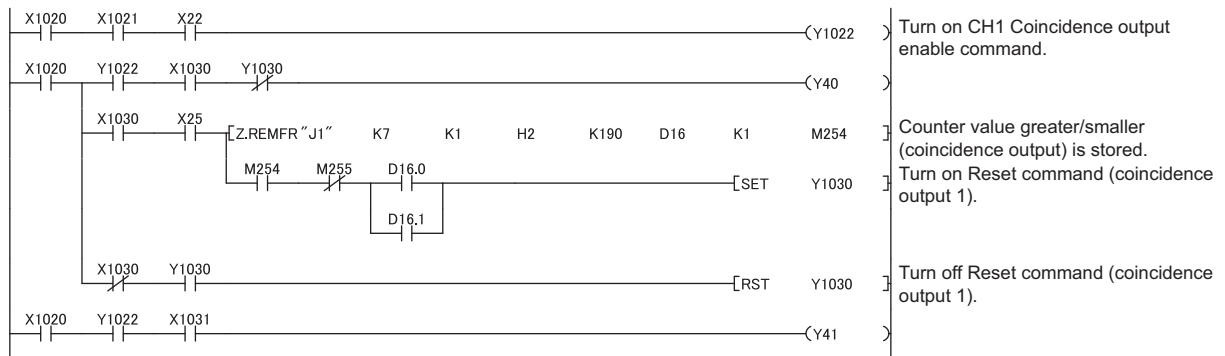 X1020 X1021 X22
(Y1022 ) Turn on CH1 Coincidence output
enable command.
X1020 Y1022 X1030 Y1030
(Y40 )
X1030 X25
[Z.REMFR "J1" K7 K1 H2 K190 D16 K1 M254 ] Counter value greater/smaller
(coincidence output) is stored.
M254 M255 D16.0
[SET Y1030 ] Turn on Reset command (coincidence
output 1).
D16.1
X1030 Y1030
[RST Y1030 ] Turn off Reset command (coincidence
output 1).
X1020 Y1022 X1031
(Y41 )